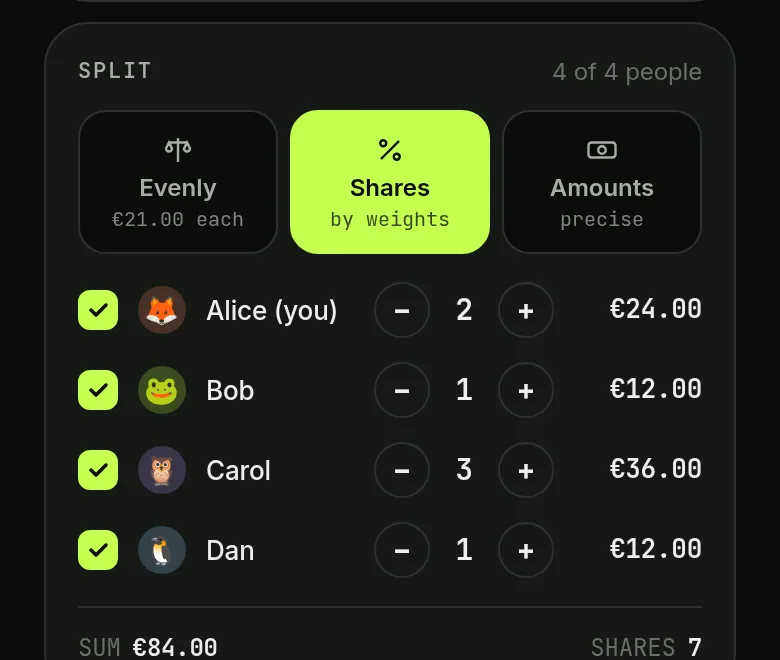 SPLIT 4 of 4 people
Evenly Shares Amounts
€21.00 each by weights precise
Alice (you) − 2 + €24.00
Bob − 1 + €12.00
Carol − 3 + €36.00
Dan − 1 + €12.00
SUM €84.00 SHARES 7